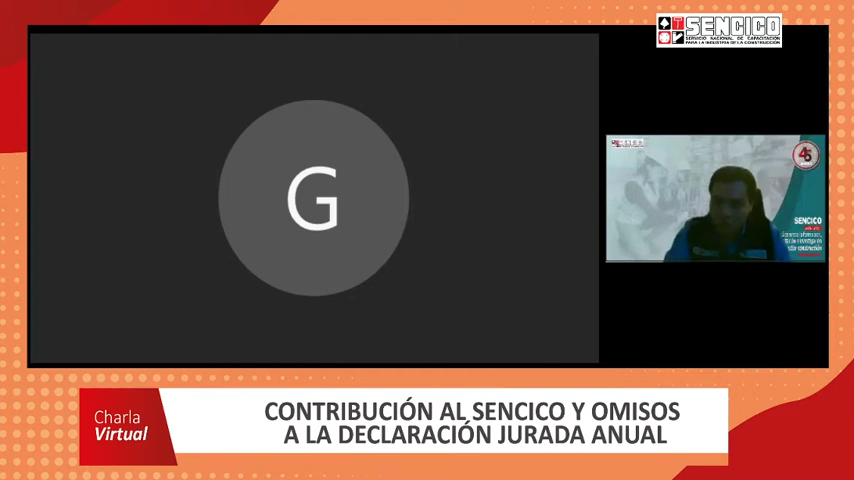 SENCICO
SERVICIO NACIONAL DE CAPACITACIÓN
PARA LA INDUSTRIA DE LA CONSTRUCCIÓN
G
45
SENCICO
Charla
Virtual
CONTRIBUCIÓN AL SENCICO Y OMISOS
A LA DECLARACIÓN JURADA ANUAL